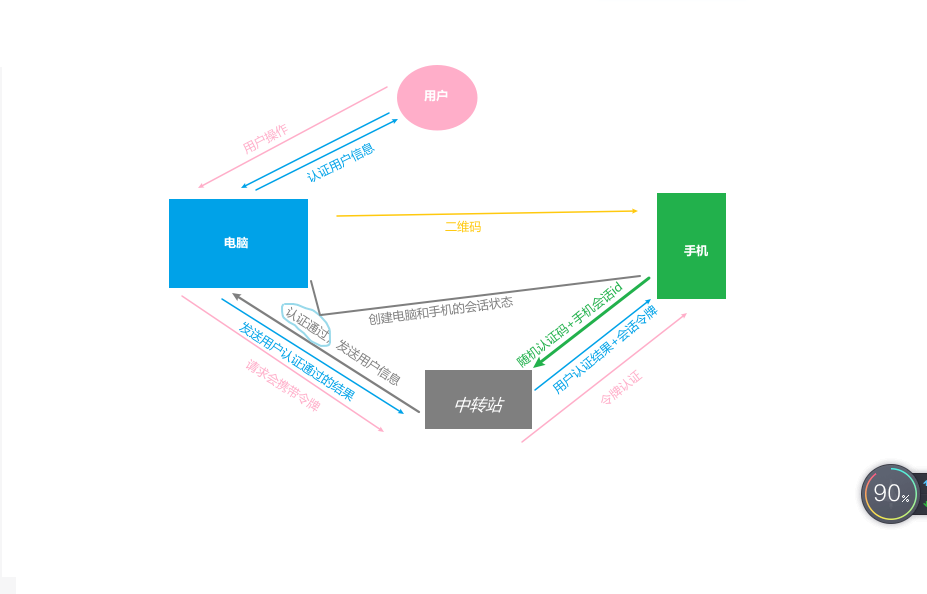 用户
用户操作
认证用户信息
电脑
二维码
手机
创建电脑和手机的会话状态
随机认证码+手机会话id
认证通过,
发送用户信息
发送用户认证通过的结果
用户认证结果+会话令牌
请求会携带令牌
中转站
令牌认证
90%